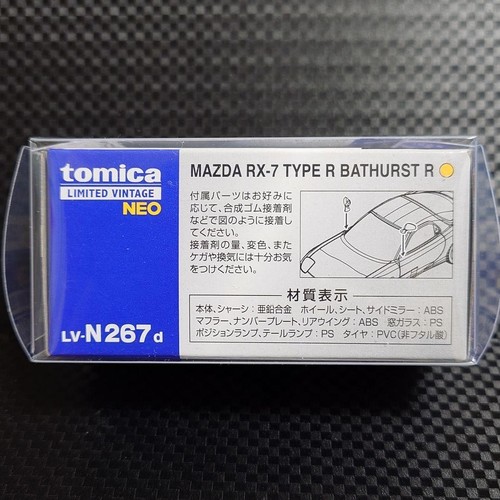 tomica
LIMITED VINTAGE
NEO
LV-N267d
MAZDA RX-7 TYPE R BATHURST R
付属パーツはお好みに
応じて、合成ゴム接着剤
などで図のように接着し
てください。
接着剤の量、変色、また
ケガや換気には十分お気
をつけください。
材質表示
本体、シャーシ:亜鉛合金 ホイール、シート、サイドミラー:ABS
マフラー、ナンバープレート、リアウイング:ABS 窓ガラス:PS
ポジションランプ、テールランプ:PS タイヤ:PVC(非フタル酸)